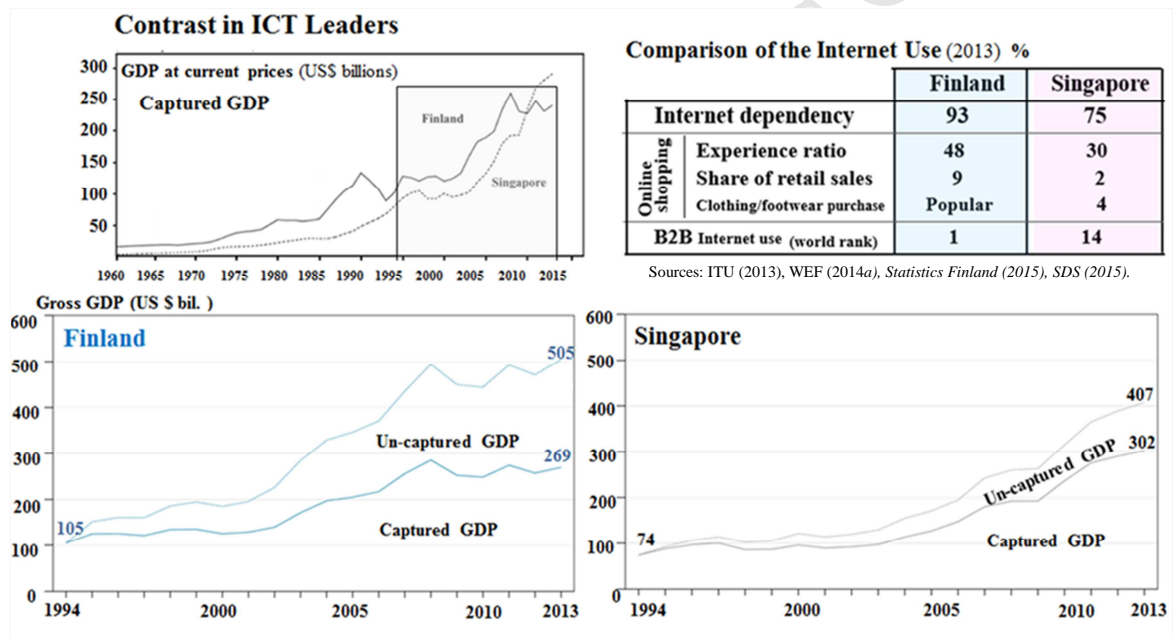 Contrast in ICT Leaders
GDP at current prices (US$ billions)
Captured GDP
300
250
200
150
100
50
Finland
Singapore
1960 1965 1970 1975 1980 1985 1990 1995 2000 2005 2010 2015
Comparison of the Internet Use (2013) %
Finland Singapore
Internet dependency 93 75
Online shopping
Experience ratio 48 30
Share of retail sales 9 2
Clothing/footwear purchase Popular 4
B2B Internet use (world rank) 1 14
Sources: ITU (2013), WEF (2014a), Statistics Finland (2015), SDS (2015).
Gross GDP (US $ bil. )
Finland
600
500
400
300
200
100
0
505
Un-captured GDP
269
105
Captured GDP
1994 2000 2005 2010 2013
Singapore
600
500
400
300
200
100
0
407
302
Un-captured GDP
74
Captured GDP
1994 2000 2005 2010 2013